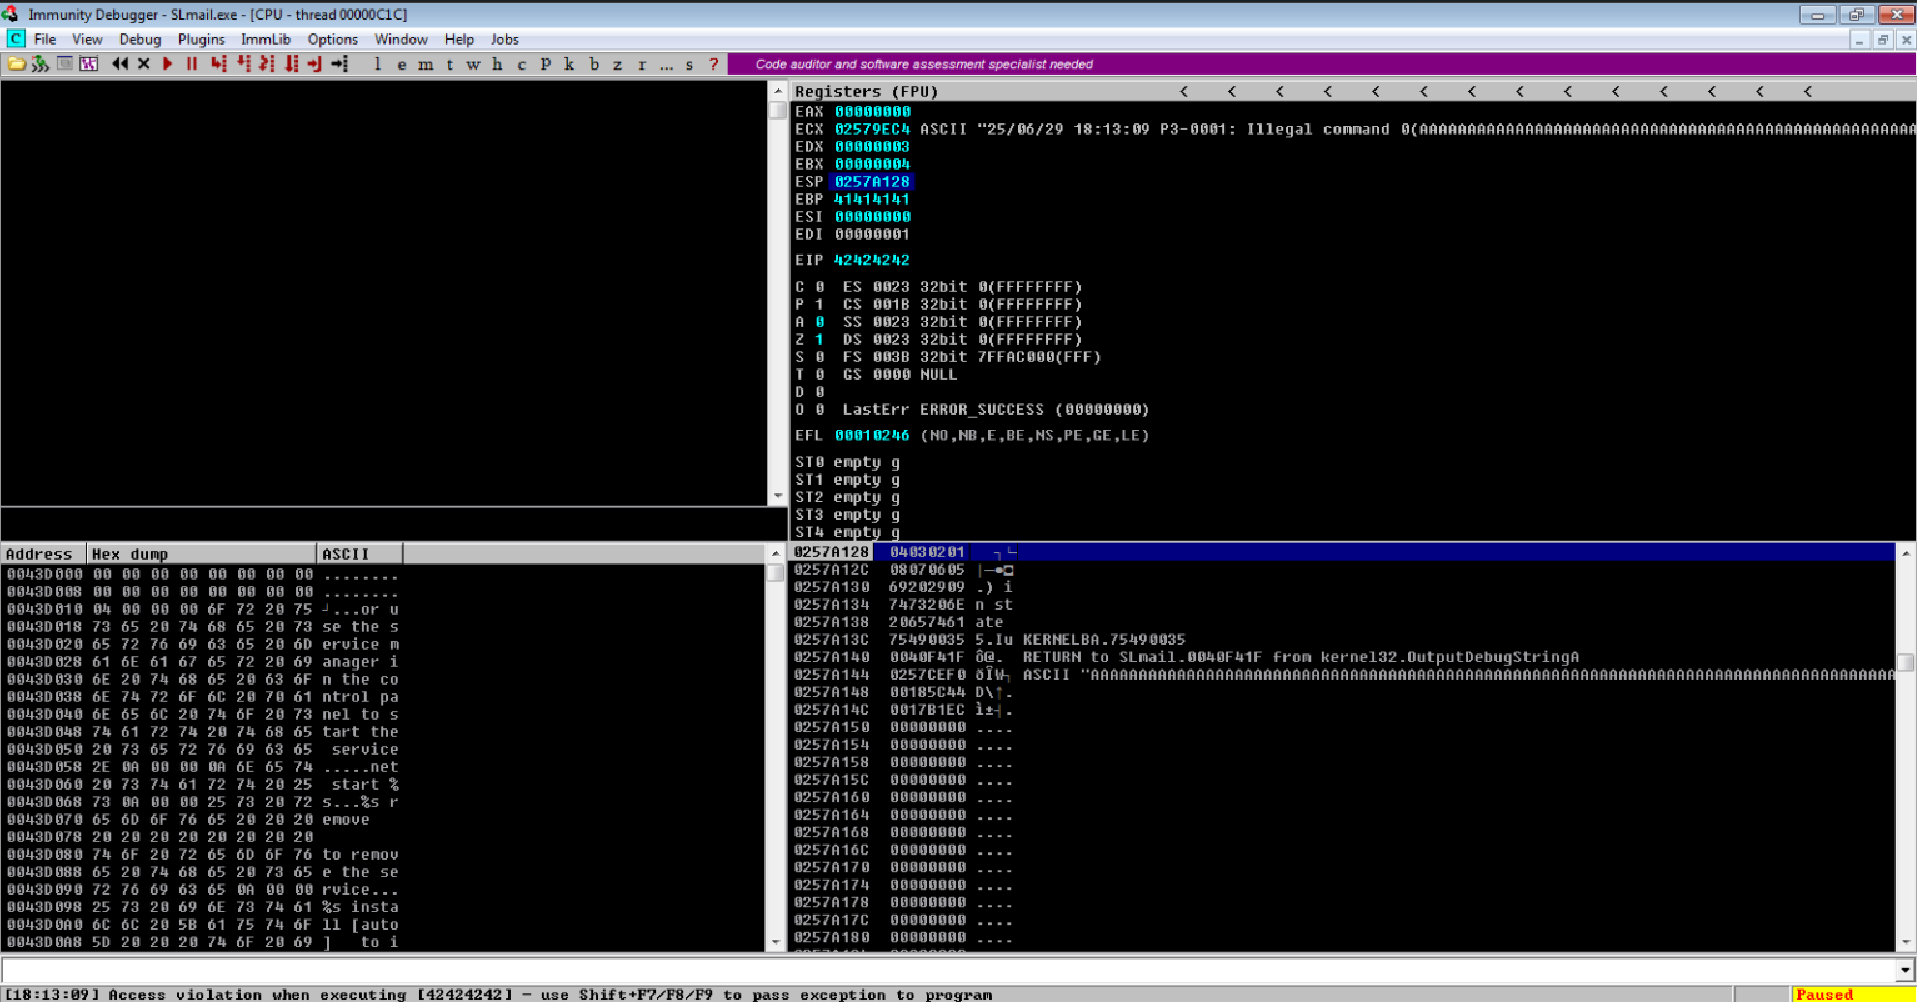 Immunity Debugger - SLmail.exe - [CPU - thread 00000C1C]
C File View Debug Plugins ImmLib Options Window Help Jobs
l e m t w h c P k b z r ... s ? Code auditor and software assessment specialist needed
Registers (FPU) < < < < < < < < < < < < < <
EAX 00000000
ECX 02579EC4 ASCII "25/06/29 18:13:09 P3-0001: Illegal command 0(AAAAAAAAAAAAAAAAAAAAAAAAAAAAAAAAAAAAAAAAAAAAAAAAAAAA
EDX 00000003
EBX 00000004
ESP 0257A128
EBP 41414141
ESI 00000000
EDI 00000001
EIP 42424242
C 0 ES 0023 32bit 0(FFFFFFFF)
P 1 CS 001B 32bit 0(FFFFFFFF)
A 0 SS 0023 32bit 0(FFFFFFFF)
Z 1 DS 0023 32bit 0(FFFFFFFF)
S 0 FS 003B 32bit 7FFAC000(FFF)
T 0 GS 0000 NULL
D 0
O 0 LastErr ERROR_SUCCESS (00000000)
EFL 00010246 (NO,NB,E,BE,NS,PE,GE,LE)
ST0 empty g
ST1 empty g
ST2 empty g
ST3 empty g
ST4 empty g
Address Hex dump ASCII
0043D000 00 00 00 00 00 00 00 00 ........
0043D008 00 00 00 00 00 00 00 00 ........
0043D010 04 00 00 00 6F 72 20 75 ┘...or u
0043D018 73 65 20 74 68 65 20 73 se the s
0043D020 65 72 76 69 63 65 20 6D ervice m
0043D028 61 6E 61 67 65 72 20 69 anager i
0043D030 6E 20 74 68 65 20 63 6F n the co
0043D038 6E 74 72 6F 6C 20 70 61 ntrol pa
0043D040 6E 65 6C 20 74 6F 20 73 nel to s
0043D048 74 61 72 74 20 74 68 65 tart the
0043D050 20 73 65 72 76 69 63 65 service
0043D058 2E 0A 00 00 0A 6E 65 74 .....net
0043D060 20 73 74 61 72 74 20 25 start %
0043D068 73 0A 00 00 25 73 20 72 s...%s r
0043D070 65 6D 6F 76 65 20 20 20 emove
0043D078 20 20 20 20 20 20 20 20
0043D080 74 6F 20 72 65 6D 6F 76 to remov
0043D088 65 20 74 68 65 20 73 65 e the se
0043D090 72 76 69 63 65 0A 00 00 rvice...
0043D098 25 73 20 69 6E 73 74 61 %s insta
0043D0A0 6C 6C 20 5B 61 75 74 6F ll [auto
0043D0A8 5D 20 20 20 74 6F 20 69 ] to i
0257A128 04030201 ┐└
0257A12C 08070605 |─●◘
0257A130 69202909 .) i
0257A134 7473206E n st
0257A138 20657461 ate
0257A13C 75490035 5.Iu KERNELBA.75490035
0257A140 0040F41F ô@. RETURN to SLmail.0040F41F from kernel32.OutputDebugStringA
0257A144 0257CEF0 ðÎW┐ ASCII "AAAAAAAAAAAAAAAAAAAAAAAAAAAAAAAAAAAAAAAAAAAAAAAAAAAAAAAAAAAAAAAAAAAAAAAAAAAAAAAAAAAA
0257A148 00185C44 D\↑.
0257A14C 0017B1EC ì±┤.
0257A150 00000000 ....
0257A154 00000000 ....
0257A158 00000000 ....
0257A15C 00000000 ....
0257A160 00000000 ....
0257A164 00000000 ....
0257A168 00000000 ....
0257A16C 00000000 ....
0257A170 00000000 ....
0257A174 00000000 ....
0257A178 00000000 ....
0257A17C 00000000 ....
0257A180 00000000 ....
[18:13:09] Access violation when executing [42424242] - use Shift+F7/F8/F9 to pass exception to program
Paused